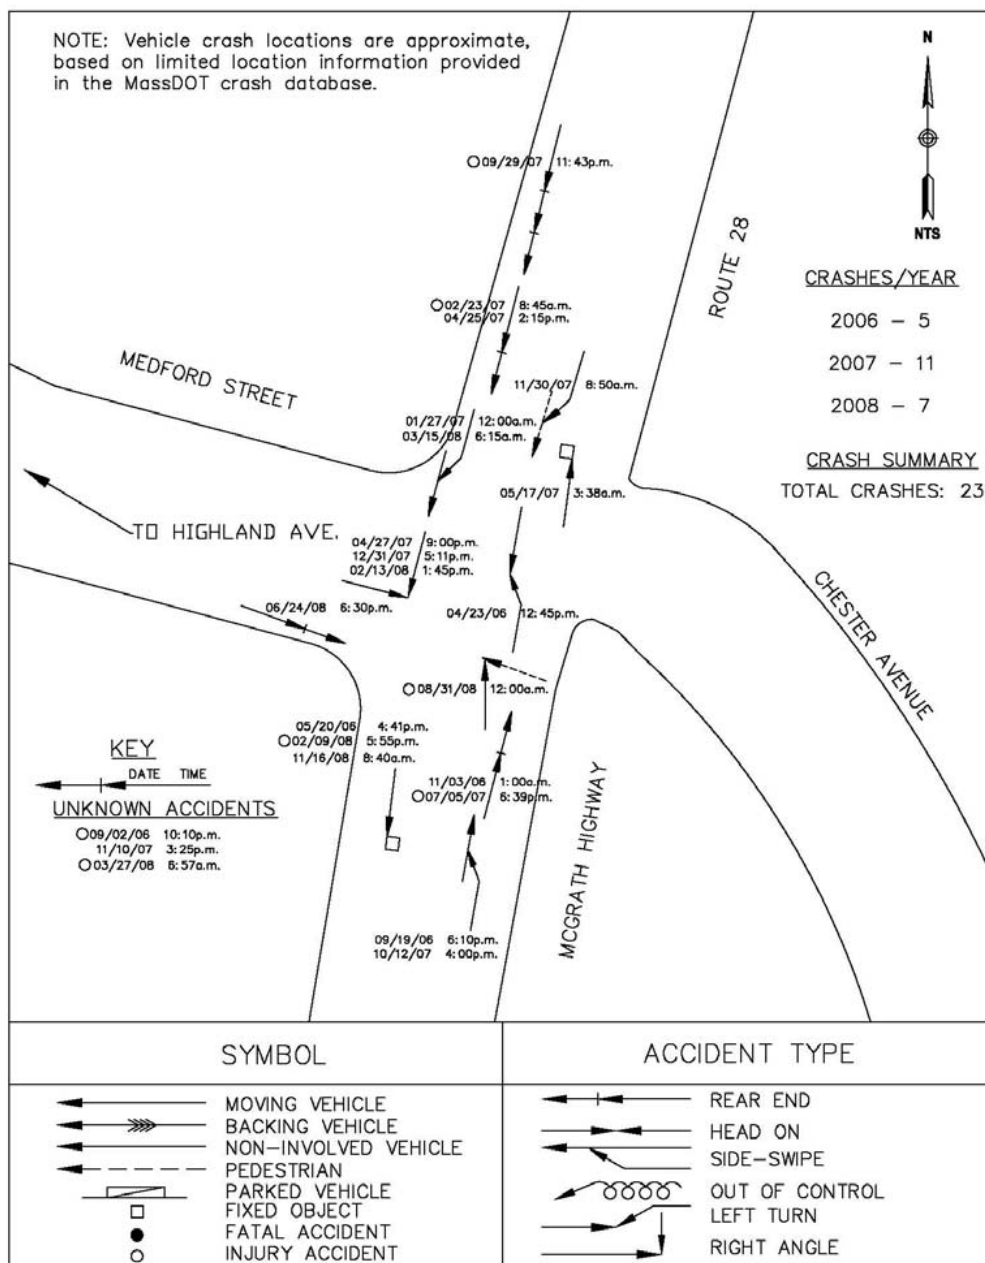 NOTE: Vehicle crash locations are approximate,
based on limited location information provided
in the MassDOT crash database.
N
NTS
09/29/07 11:43p.m.
ROUTE 28
CRASHES/YEAR
2006 - 5
2007 - 11
2008 - 7
CRASH SUMMARY
TOTAL CRASHES: 23
02/23/07 8:45a.m.
04/25/07 2:15p.m.
MEDFORD STREET
11/30/07 8:50a.m.
01/27/07 12:00a.m.
03/15/08 6:15a.m.
05/17/07 3:38a.m.
TO HIGHLAND AVE.
04/27/07 9:00p.m.
12/31/07 5:11p.m.
02/13/08 1:45p.m.
06/24/08 6:30p.m.
04/23/06 12:45p.m.
CHESTER AVENUE
08/31/08 12:00a.m.
05/20/06 4:41p.m.
02/09/08 5:55p.m.
11/16/08 8:40a.m.
KEY
DATE TIME
UNKNOWN ACCIDENTS
09/02/06 10:10p.m.
11/10/07 3:25p.m.
03/27/08 6:57a.m.
11/03/06 1:00a.m.
07/05/07 6:39p.m.
MCGRATH HIGHWAY
09/19/06 6:10p.m.
10/12/07 4:00p.m.
SYMBOL
MOVING VEHICLE
BACKING VEHICLE
NON-INVOLVED VEHICLE
PEDESTRIAN
PARKED VEHICLE
FIXED OBJECT
FATAL ACCIDENT
INJURY ACCIDENT
ACCIDENT TYPE
REAR END
HEAD ON
SIDE-SWIPE
OUT OF CONTROL
LEFT TURN
RIGHT ANGLE